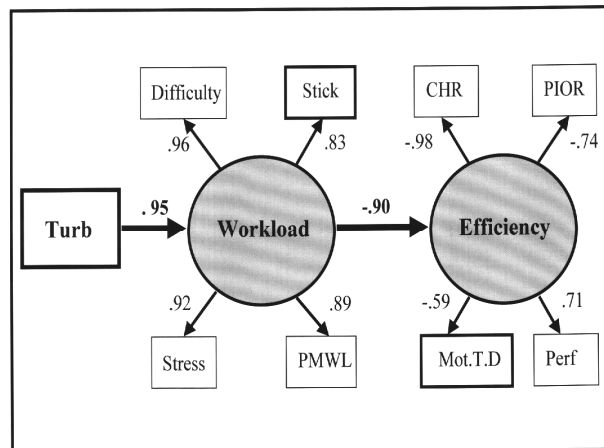 Difficulty
Stick
CHR
PIOR
.96
.83
-.98
-.74
Turb
. 95
Workload
-.90
Efficiency
.92
.89
-.59
.71
Stress
PMWL
Mot.T.D
Perf